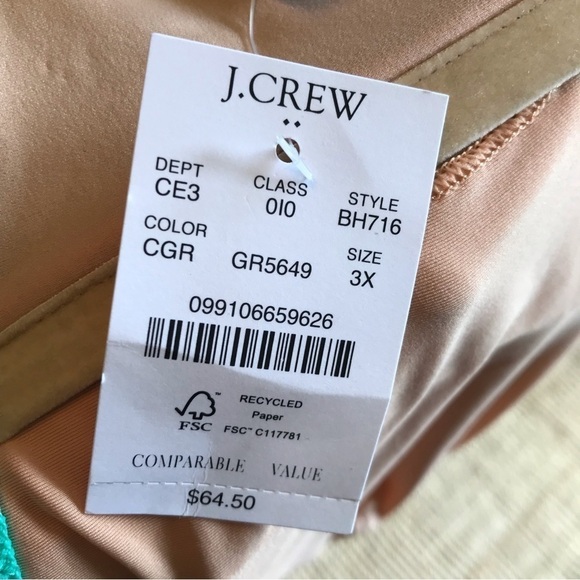 J.CREW
DEPT CLASS STYLE
CE3 0I0 BH716
COLOR SIZE
CGR GR5649 3X
099106659626
RECYCLED
Paper
FSC™ FSC™ C117781
COMPARABLE VALUE
$64.50